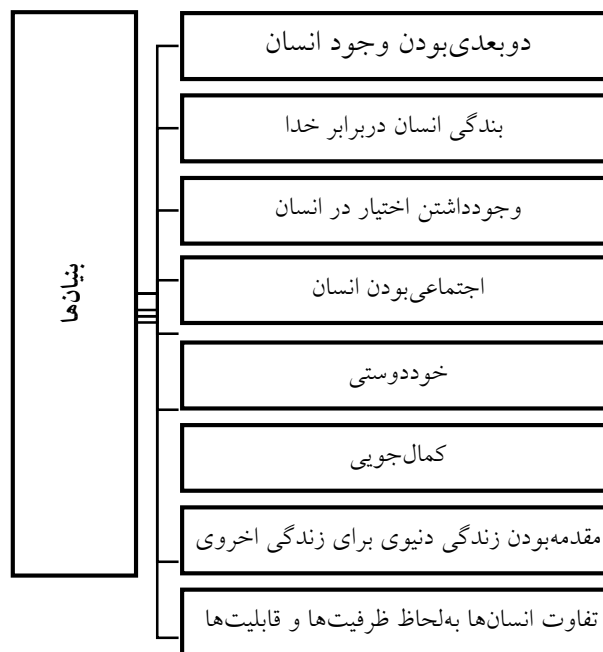 بنیان‌ها
دوبعدی‌بودن وجود انسان
بندگی انسان دربرابر خدا
وجودداشتن اختیار در انسان
اجتماعی‌بودن انسان
خوددوستی
کمال‌جویی
مقدمه‌بودن زندگی دنیوی برای زندگی اخروی
تفاوت انسان‌ها به‌لحاظ ظرفیت‌ها و قابلیت‌ها